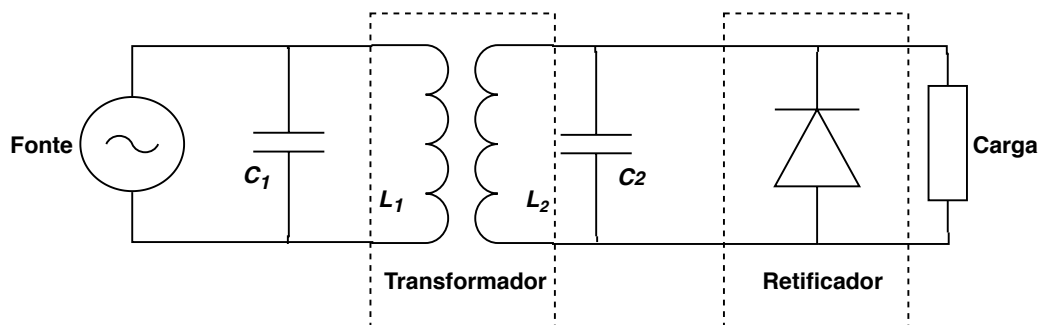 Fonte
C1
L1
L2
C2
Carga
Transformador
Retificador